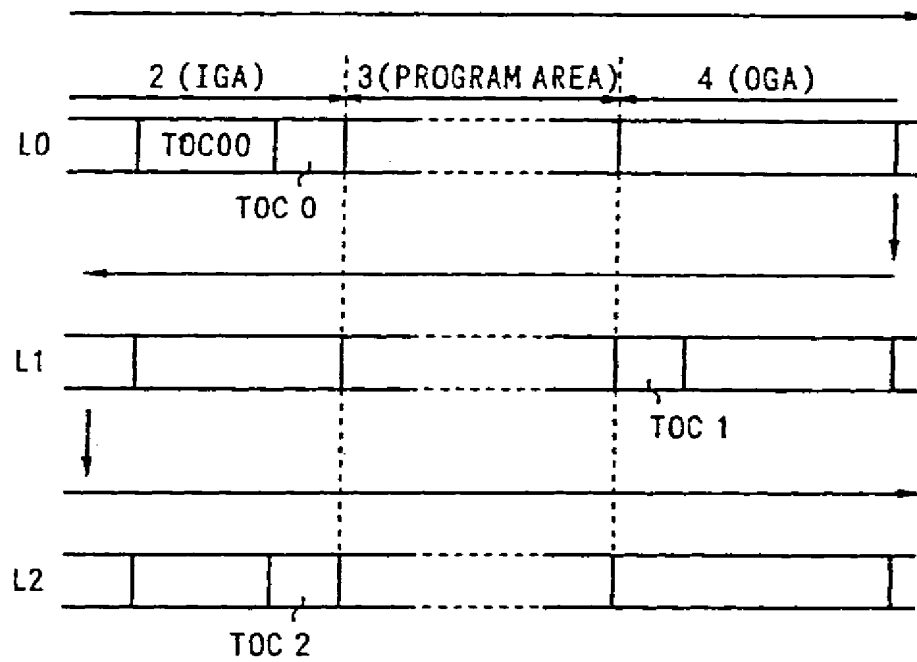 2 (IGA) 3(PROGRAM AREA) 4 (OGA)
L0 TOC00
TOC 0
L1
TOC 1
L2
TOC 2